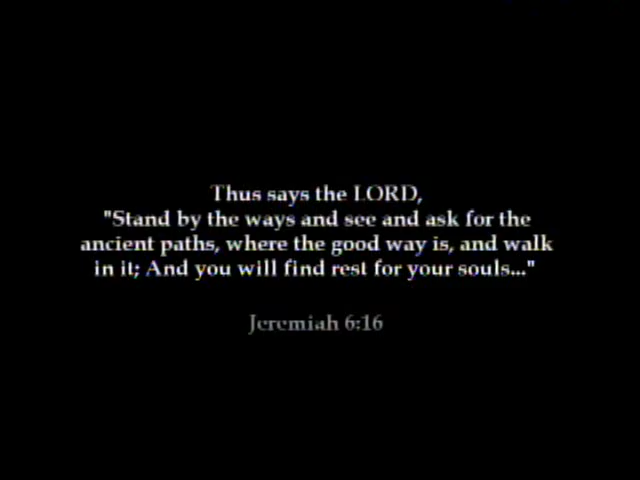 Thus says the LORD,
"Stand by the ways and see and ask for the
ancient paths, where the good way is, and walk
in it; And you will find rest for your souls..."
Jeremiah 6:16